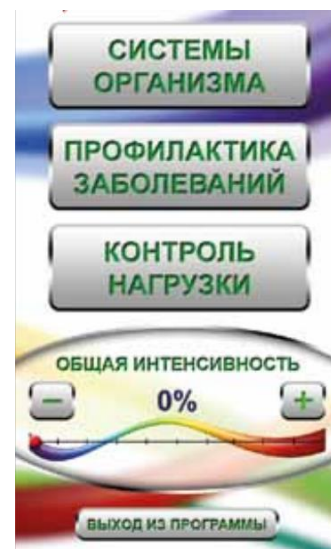 СИСТЕМЫ
ОРГАНИЗМА
ПРОФИЛАКТИКА
ЗАБОЛЕВАНИЙ
КОНТРОЛЬ
НАГРУЗКИ
ОБЩАЯ ИНТЕНСИВНОСТЬ
− 0% +
ВЫХОД ИЗ ПРОГРАММЫ